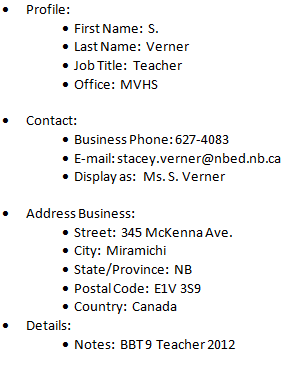 • Profile:
• First Name: S.
• Last Name: Verner
• Job Title: Teacher
• Office: MVHS
• Contact:
• Business Phone: 627-4083
• E-mail: stacey.verner@nbed.nb.ca
• Display as: Ms. S. Verner
• Address Business:
• Street: 345 McKenna Ave.
• City: Miramichi
• State/Province: NB
• Postal Code: E1V 3S9
• Country: Canada
• Details:
• Notes: BBT 9 Teacher 2012